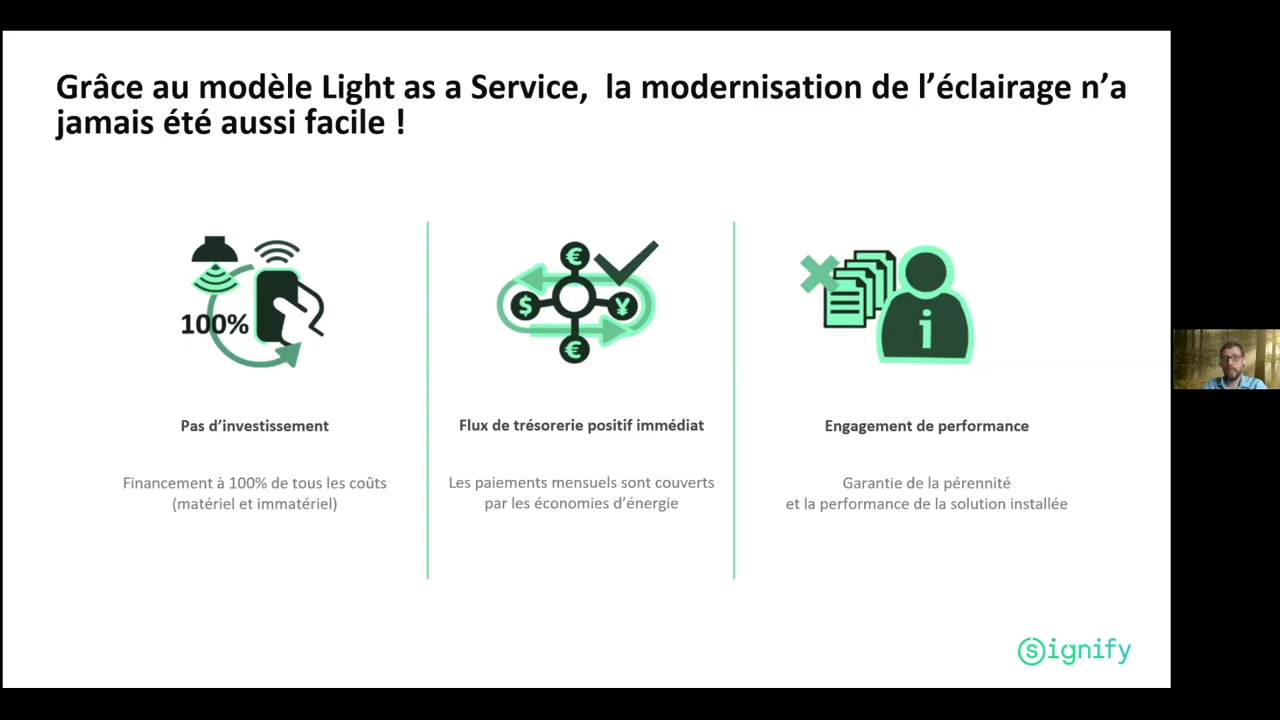 Grâce au modèle Light as a Service,  la modernisation de l’éclairage n’a
jamais été aussi facile !
100%
€
$
¥
€
i
Pas d’investissement
Financement à 100% de tous les coûts
(matériel et immatériel)
Flux de trésorerie positif immédiat
Les paiements mensuels sont couverts
par les économies d’énergie
Engagement de performance
Garantie de la pérennité
et la performance de la solution installée
signify